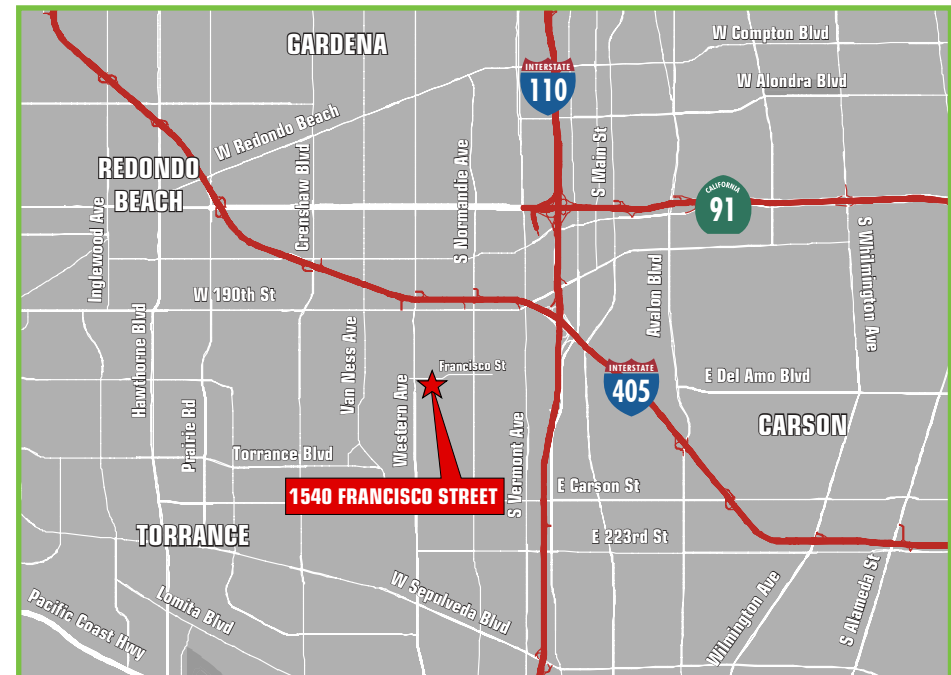 GARDENA
W Compton Blvd
INTERSTATE
110
W Alondra Blvd
W Redondo Beach
S Main St
REDONDO
BEACH
Crenshaw Blvd
S Normandie Ave
CALIFORNIA
91
Inglewood Ave
S Whilmington Ave
W 190th St
Avalon Blvd
Hawthorne Blvd
Van Ness Ave
Francisco St
INTERSTATE
405
E Del Amo Blvd
Prairie Rd
Western Ave
CARSON
Torrance Blvd
S Vermont Ave
1540 FRANCISCO STREET
E Carson St
TORRANCE
E 223rd St
W Sepulveda Blvd
Lomita Blvd
Pacific Coast Hwy
Wilmington Ave
S Alameda St